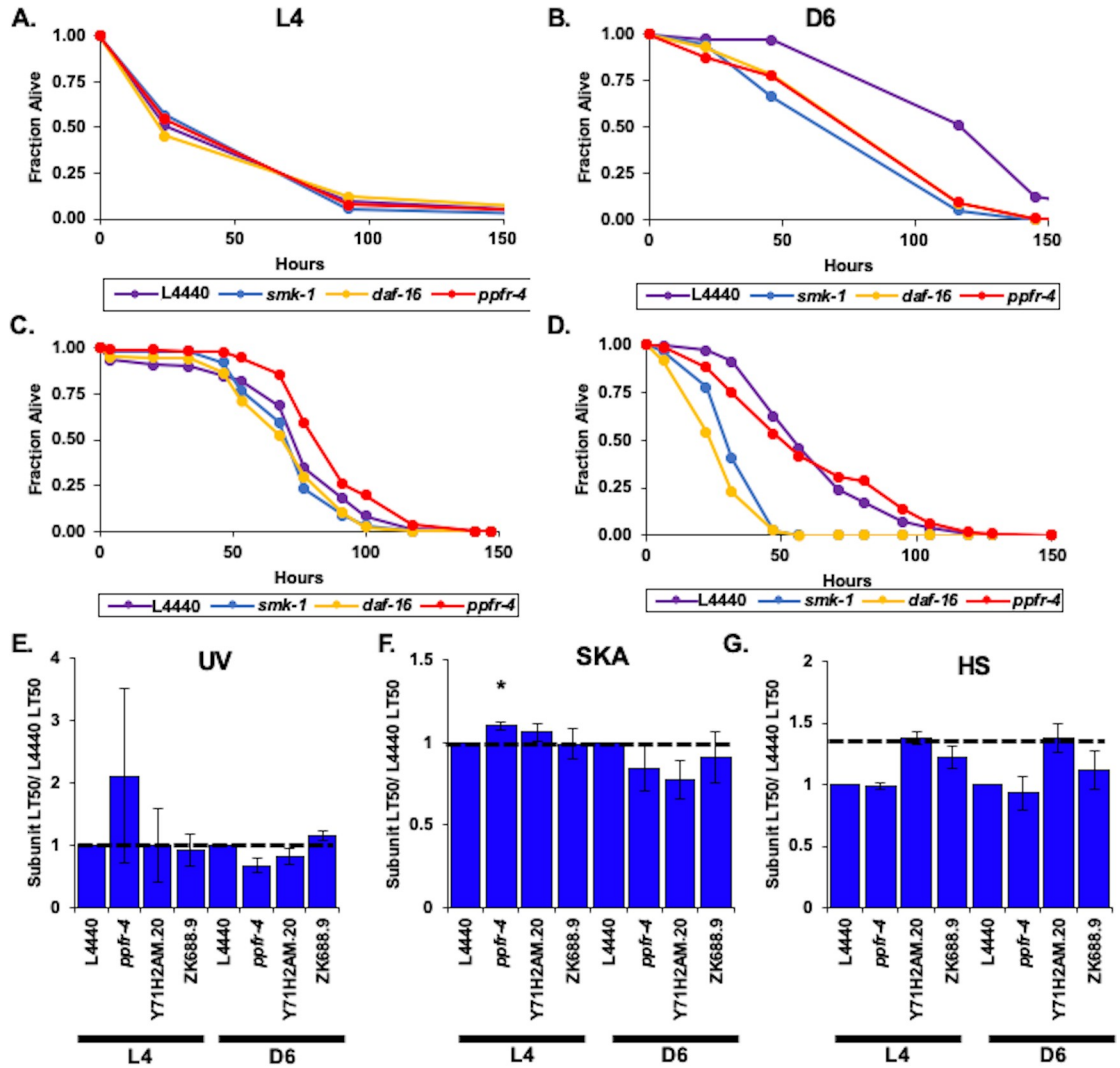 A. L4
1.00
0.75
0.50
0.25
0.00
Fraction Alive
0 50 100 150
Hours
L4440 smk-1 daf-16 ppfr-4
B. D6
1.00
0.75
0.50
0.25
0.00
Fraction Alive
0 50 100 150
Hours
L4440 smk-1 daf-16 ppfr-4
C.
1.00
0.75
0.50
0.25
0.00
Fraction Alive
0 50 100 150
Hours
L4440 smk-1 daf-16 ppfr-4
D.
1.00
0.75
0.50
0.25
0.00
Fraction Alive
0 50 100 150
Hours
L4440 smk-1 daf-16 ppfr-4
E. UV
4
3
2
1
0
Subunit LT50/ L4440 LT50
L4440
ppfr-4
Y71H2AM.20
ZK688.9
L4440
ppfr-4
Y71H2AM.20
ZK688.9
L4 D6
F. SKA
1.5
1
0.5
0
Subunit LT50/ L4440 LT50
*
L4440
ppfr-4
Y71H2AM.20
ZK688.9
L4440
ppfr-4
Y71H2AM.20
ZK688.9
L4 D6
G. HS
2
1.5
1
0.5
0
Subunit LT50/ L4440 LT50
L4440
ppfr-4
Y71H2AM.20
ZK688.9
L4440
ppfr-4
Y71H2AM.20
ZK688.9
L4 D6